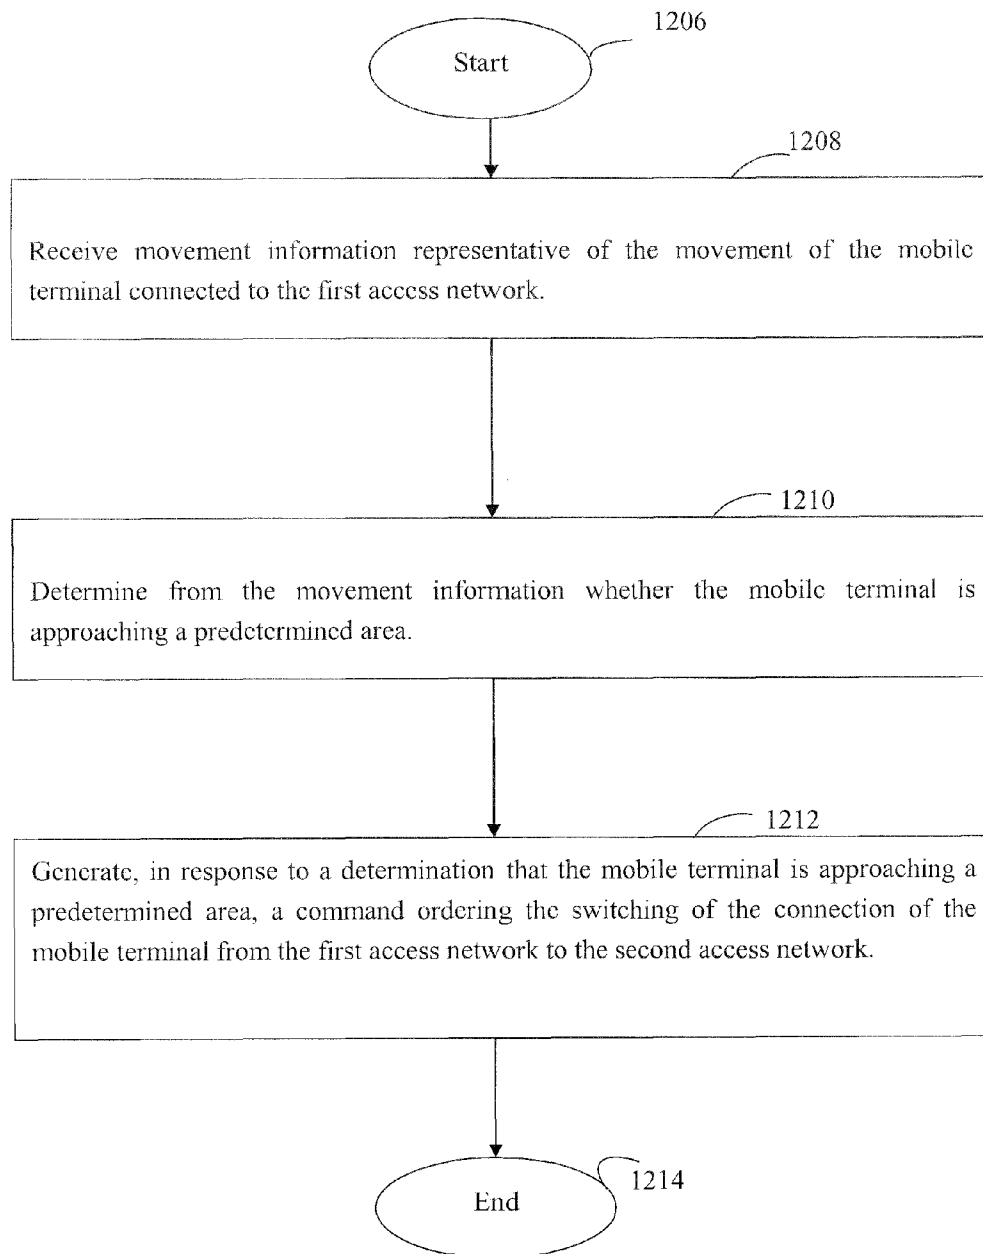 1206
Start
1208
Receive movement information representative of the movement of the mobile
terminal connected to the first access network.
1210
Determine from the movement information whether the mobile terminal is
approaching a predetermined area.
1212
Generate, in response to a determination that the mobile terminal is approaching a
predetermined area, a command ordering the switching of the connection of the
mobile terminal from the first access network to the second access network.
1214
End